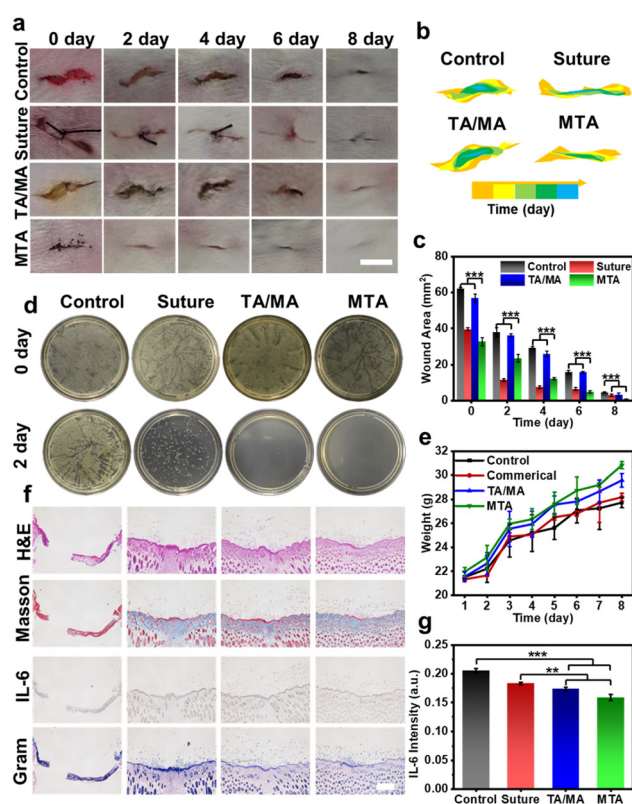 a
0 day 2 day 4 day 6 day 8 day
Control
Suture
TA/MA
MTA
b
Control Suture
TA/MA MTA
Time (day)
c
Wound Area (mm²)
80
60
40
20
0
Control Suture
TA/MA MTA
*** *** *** *** ***
0 2 4 6 8
Time (day)
d
Control Suture TA/MA MTA
0 day
2 day
e
Weight (g)
32
30
28
26
24
22
20
Control
Commerical
TA/MA
MTA
1 2 3 4 5 6 7 8
Time (day)
f
H&E
Masson
IL-6
Gram
g
IL-6 Intensity (a.u.)
0.25
0.20
0.15
0.10
0.05
0.00
***
**
Control Suture TA/MA MTA